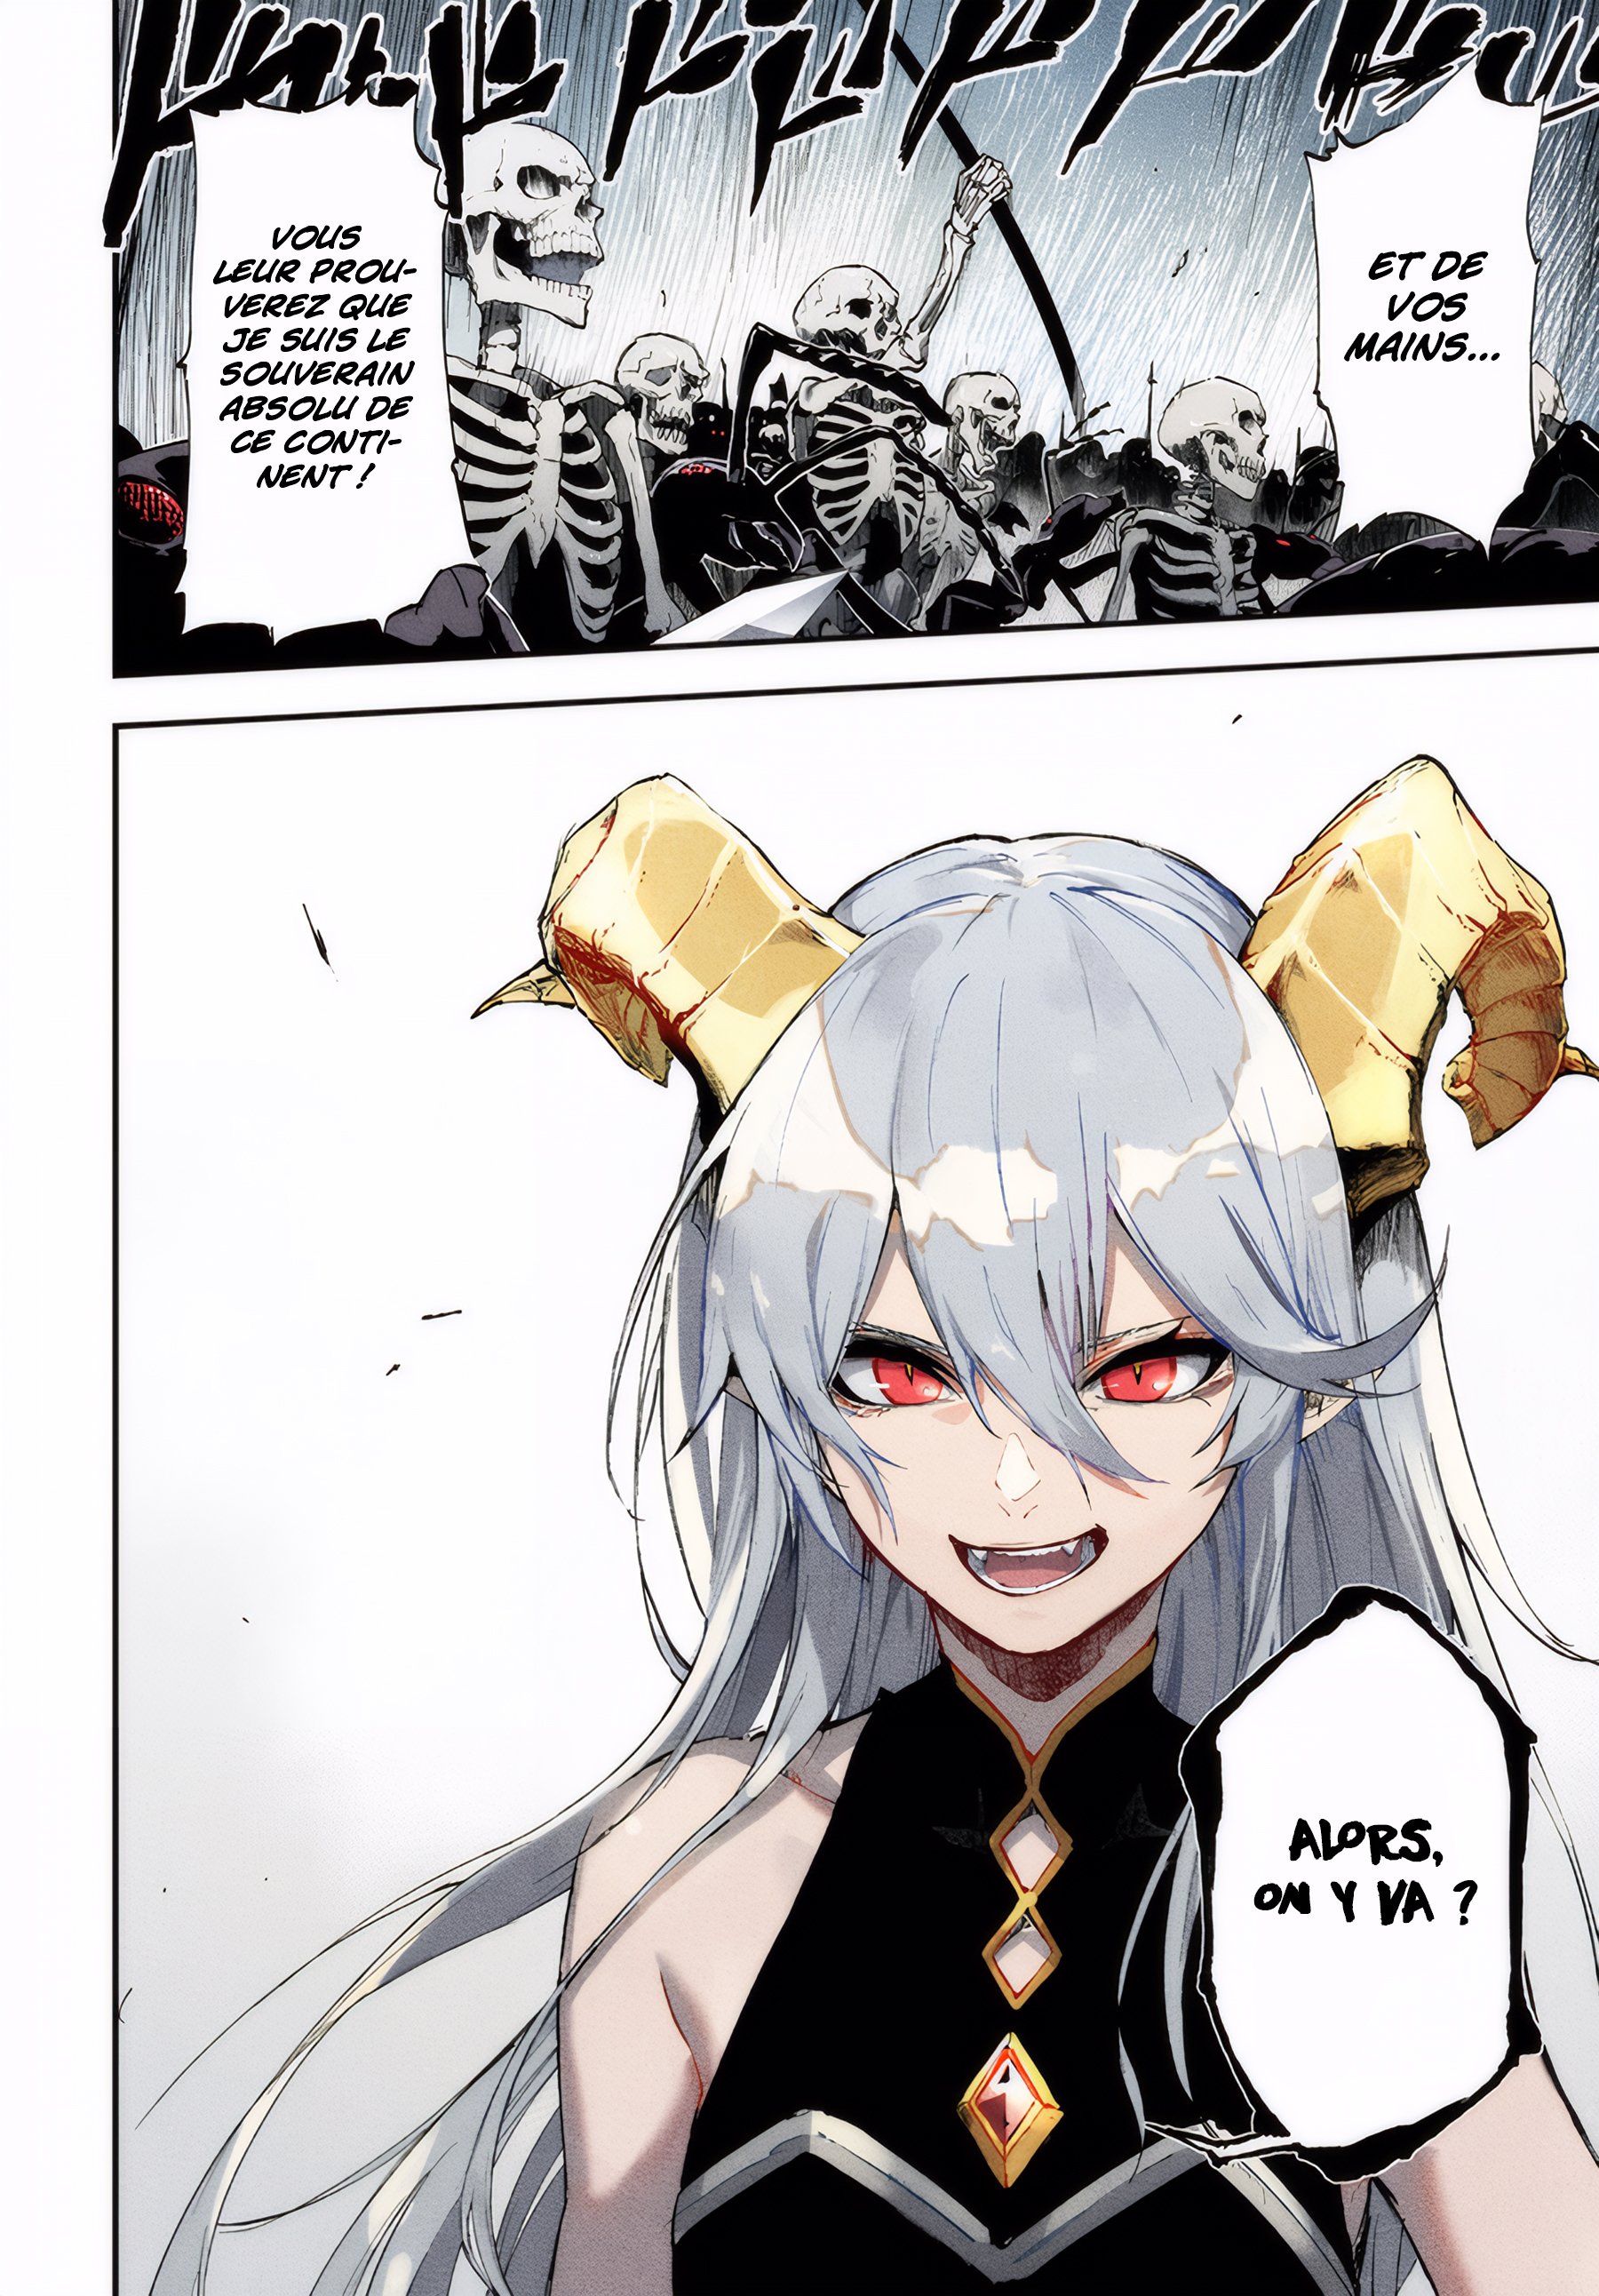 ET DE
VOS
MAINS...
VOUS
LEUR PROU-
VEREZ QUE
JE SUIS LE
SOUVERAIN
ABSOLU DE
CE CONTI-
NENT !
ALORS,
ON Y VA ?